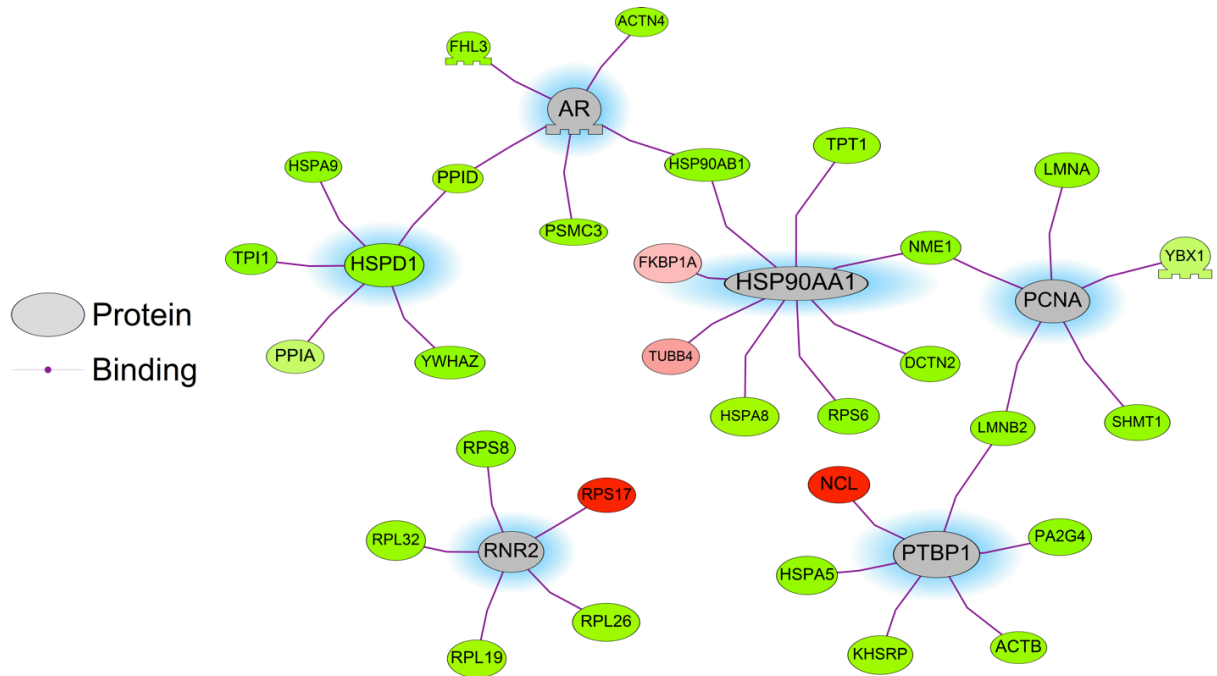 ACTN4
FHL3
AR
TPT1
HSP90AB1
HSPA9
PPID
LMNA
PSMC3
NME1
YBX1
TPI1
HSPD1
FKBP1A
HSP90AA1
PCNA
Protein
PPIA
YWHAZ
TUBB4
DCTN2
Binding
HSPA8
RPS6
LMNB2
SHMT1
RPS8
NCL
RPS17
RPL32
RNR2
PTBP1
PA2G4
HSPA5
RPL26
RPL19
KHSRP
ACTB